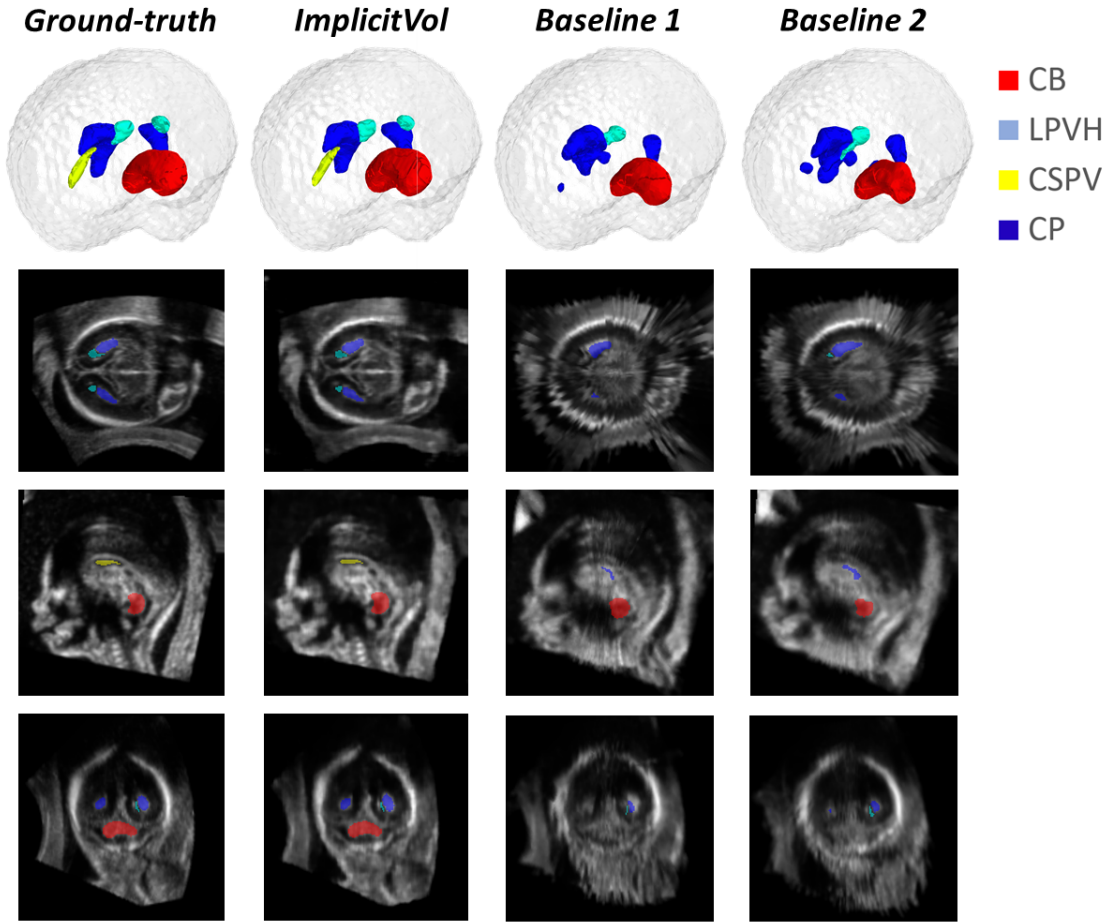 Ground-truth
ImplicitVol
Baseline 1
Baseline 2
CB
LPVH
CSPV
CP